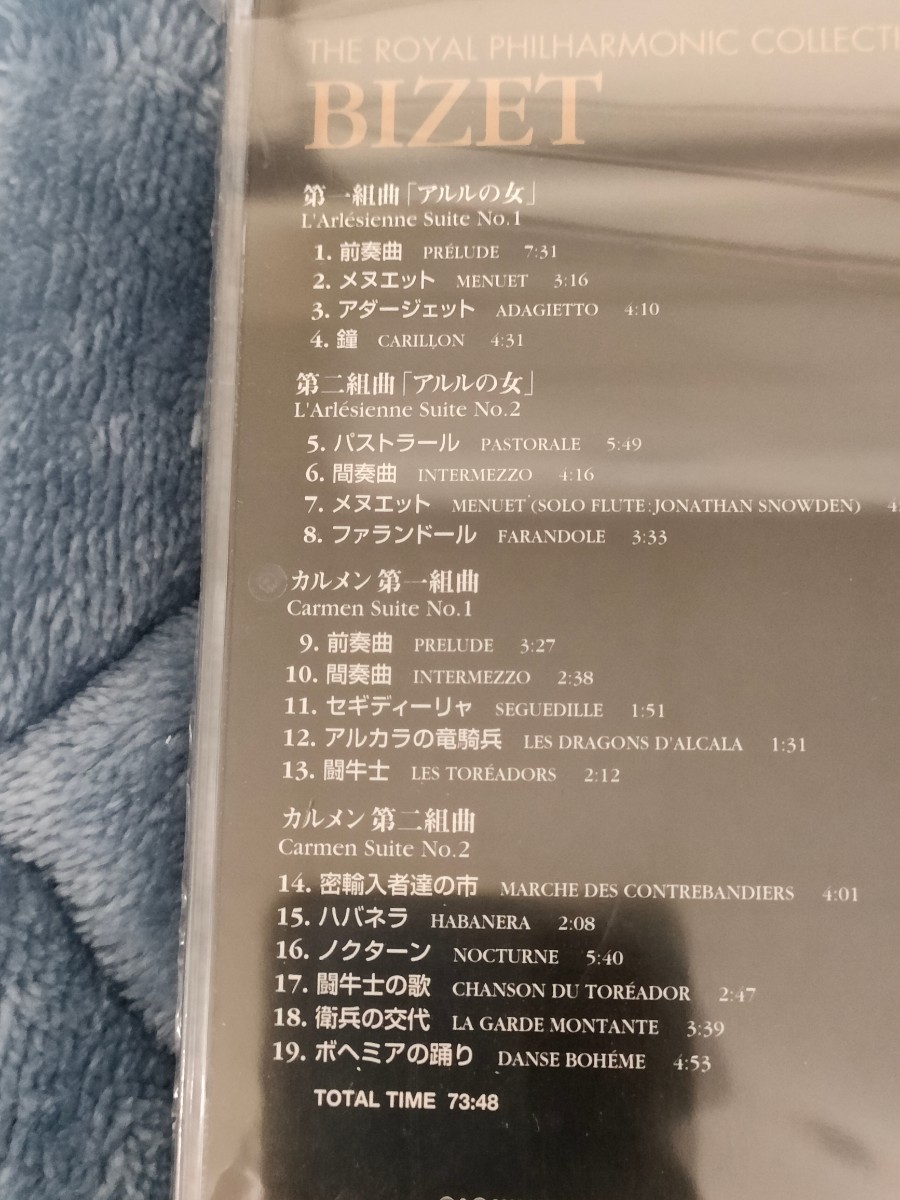 THE ROYAL PHILHARMONIC
BIZET
第一組曲「アルルの女」
L'Arlésienne Suite No.1
1. 前奏曲 PRÉLUDE 7:31
2. メヌエット MENUET 3:16
3. アダージェット ADAGIETTO 4:10
4. 鐘 CARILLON 4:31
第二組曲「アルルの女」
L'Arlésienne Suite No.2
5. パストラール PASTORALE 5:49
6. 間奏曲 INTERMEZZO 4:16
7. メヌエット MENUET (SOLO FLUTE:JONATHAN SNOWDEN)
8. ファランドール FARANDOLE 3:33
カルメン 第一組曲
Carmen Suite No.1
9. 前奏曲 PRELUDE 3:27
10. 間奏曲 INTERMEZZO 2:38
11. セギディーリャ SEGUEDILLE 1:51
12. アルカラの竜騎兵 LES DRAGONS D'ALCALA 1:31
13. 闘牛士 LES TORÉADORS 2:12
カルメン 第二組曲
Carmen Suite No.2
14. 密輸入者達の市 MARCHE DES CONTREBANDIERS 4:01
15. ハバネラ HABANERA 2:08
16. ノクターン NOCTURNE 5:40
17. 闘牛士の歌 CHANSON DU TORÉADOR 2:47
18. 衛兵の交代 LA GARDE MONTANTE 3:39
19. ボヘミアの踊り DANSE BOHÉME 4:53
TOTAL TIME 73:48